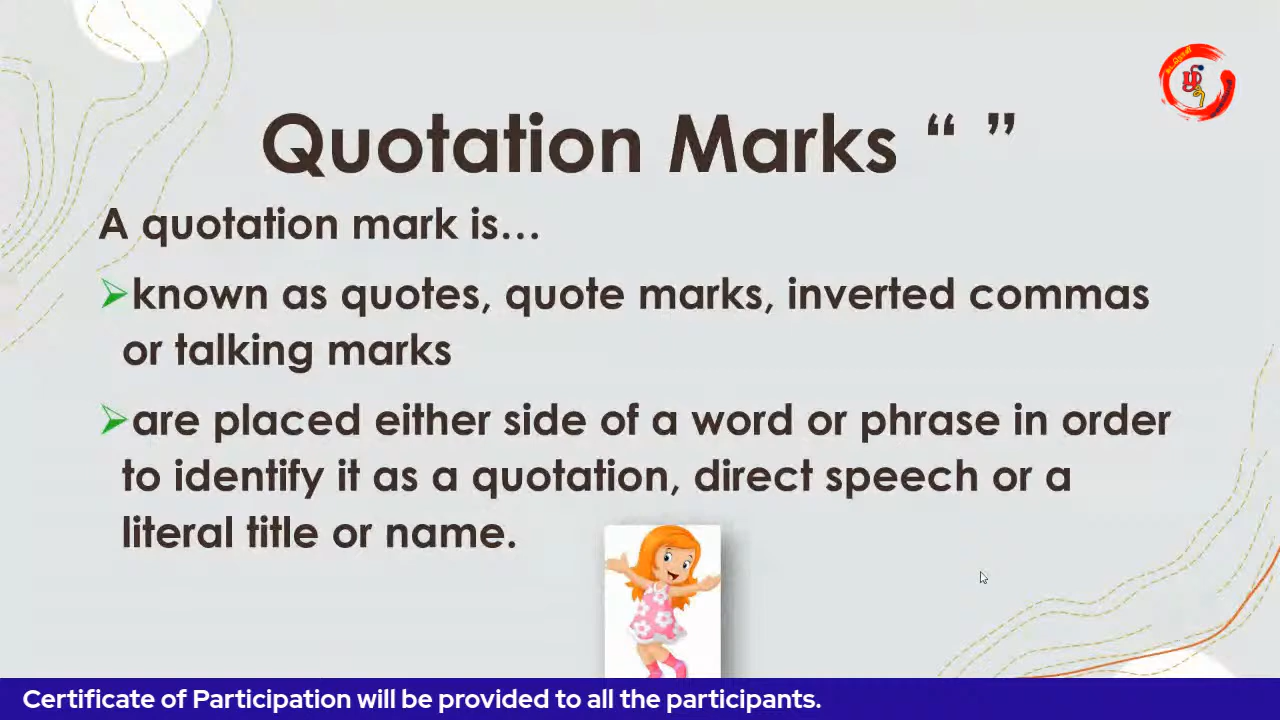 Quotation Marks “ ”
A quotation mark is...
known as quotes, quote marks, inverted commas
or talking marks
are placed either side of a word or phrase in order
to identify it as a quotation, direct speech or a
literal title or name.
Certificate of Participation will be provided to all the participants.